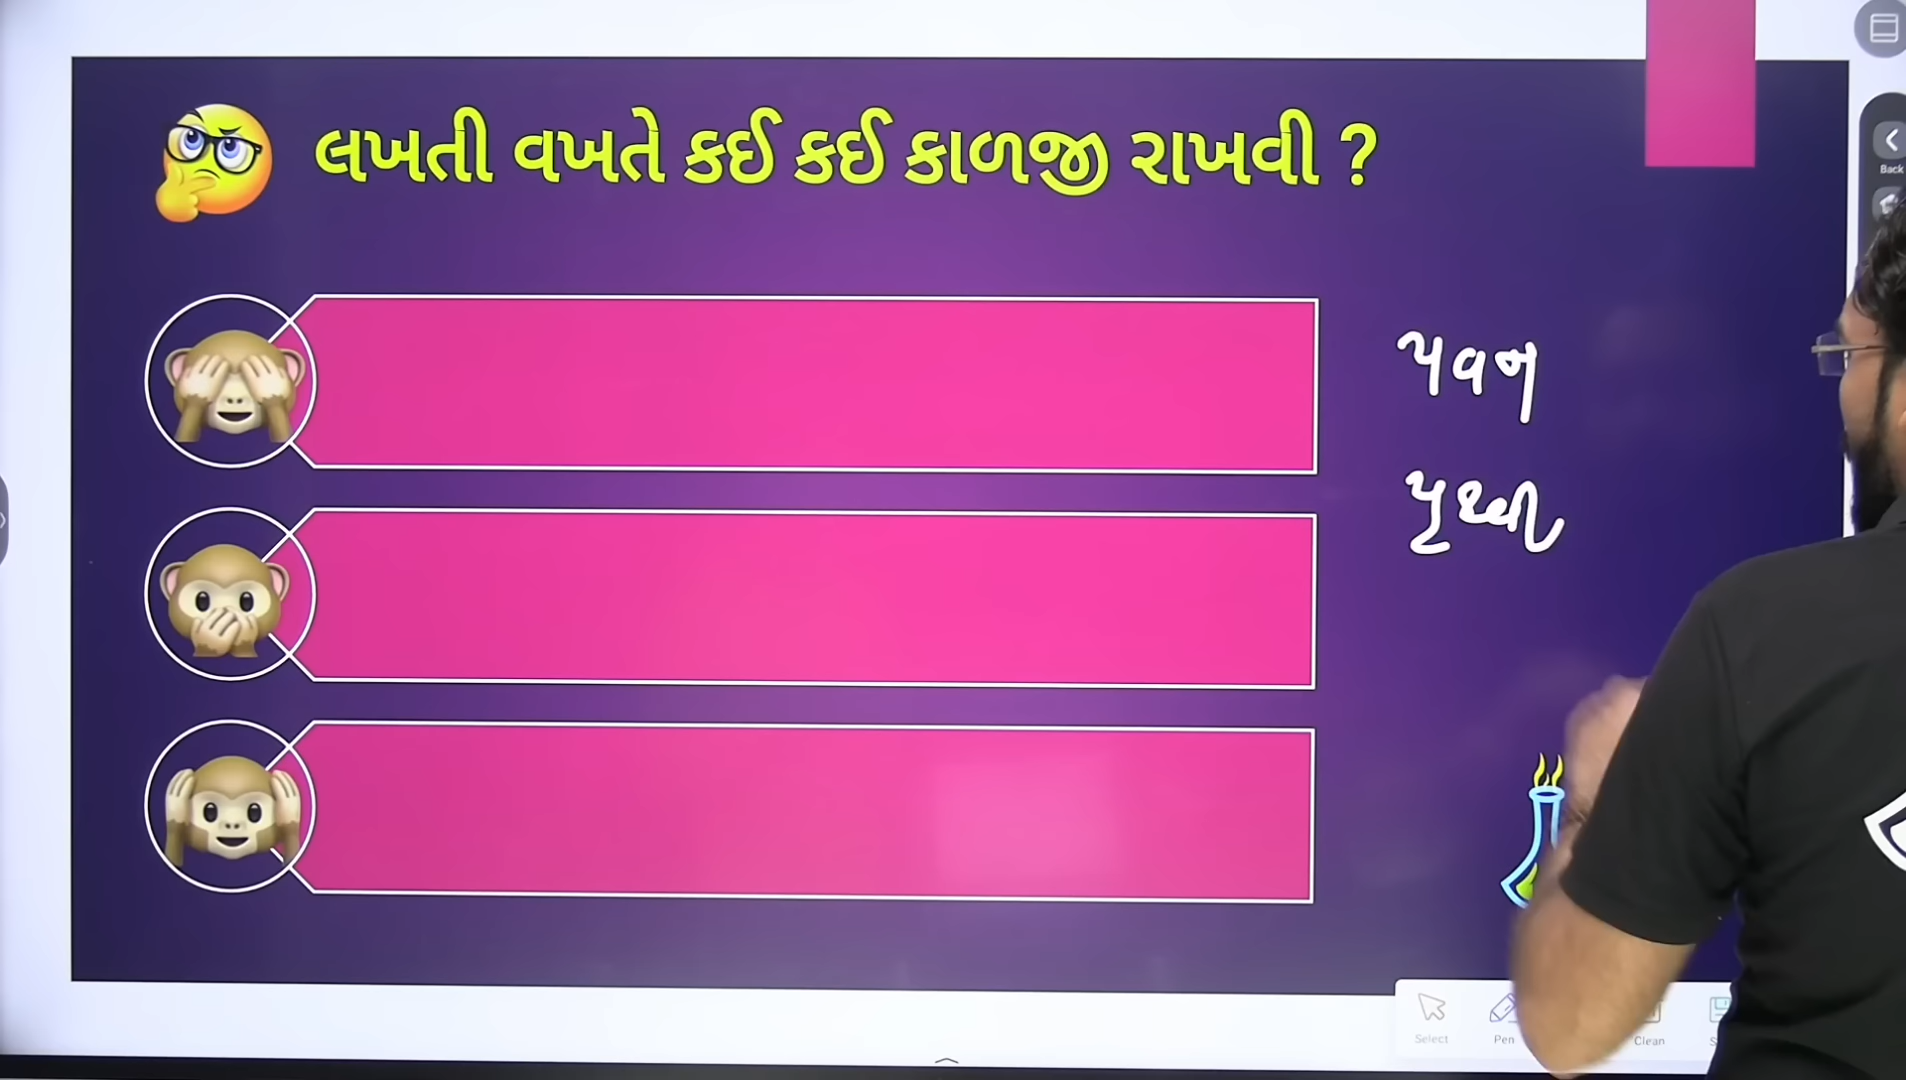 લખતી વખતે કઈ કઈ કાળજી રાખવી ?
પવન
પૃથ્વી
Back
Select
Pen
Clean